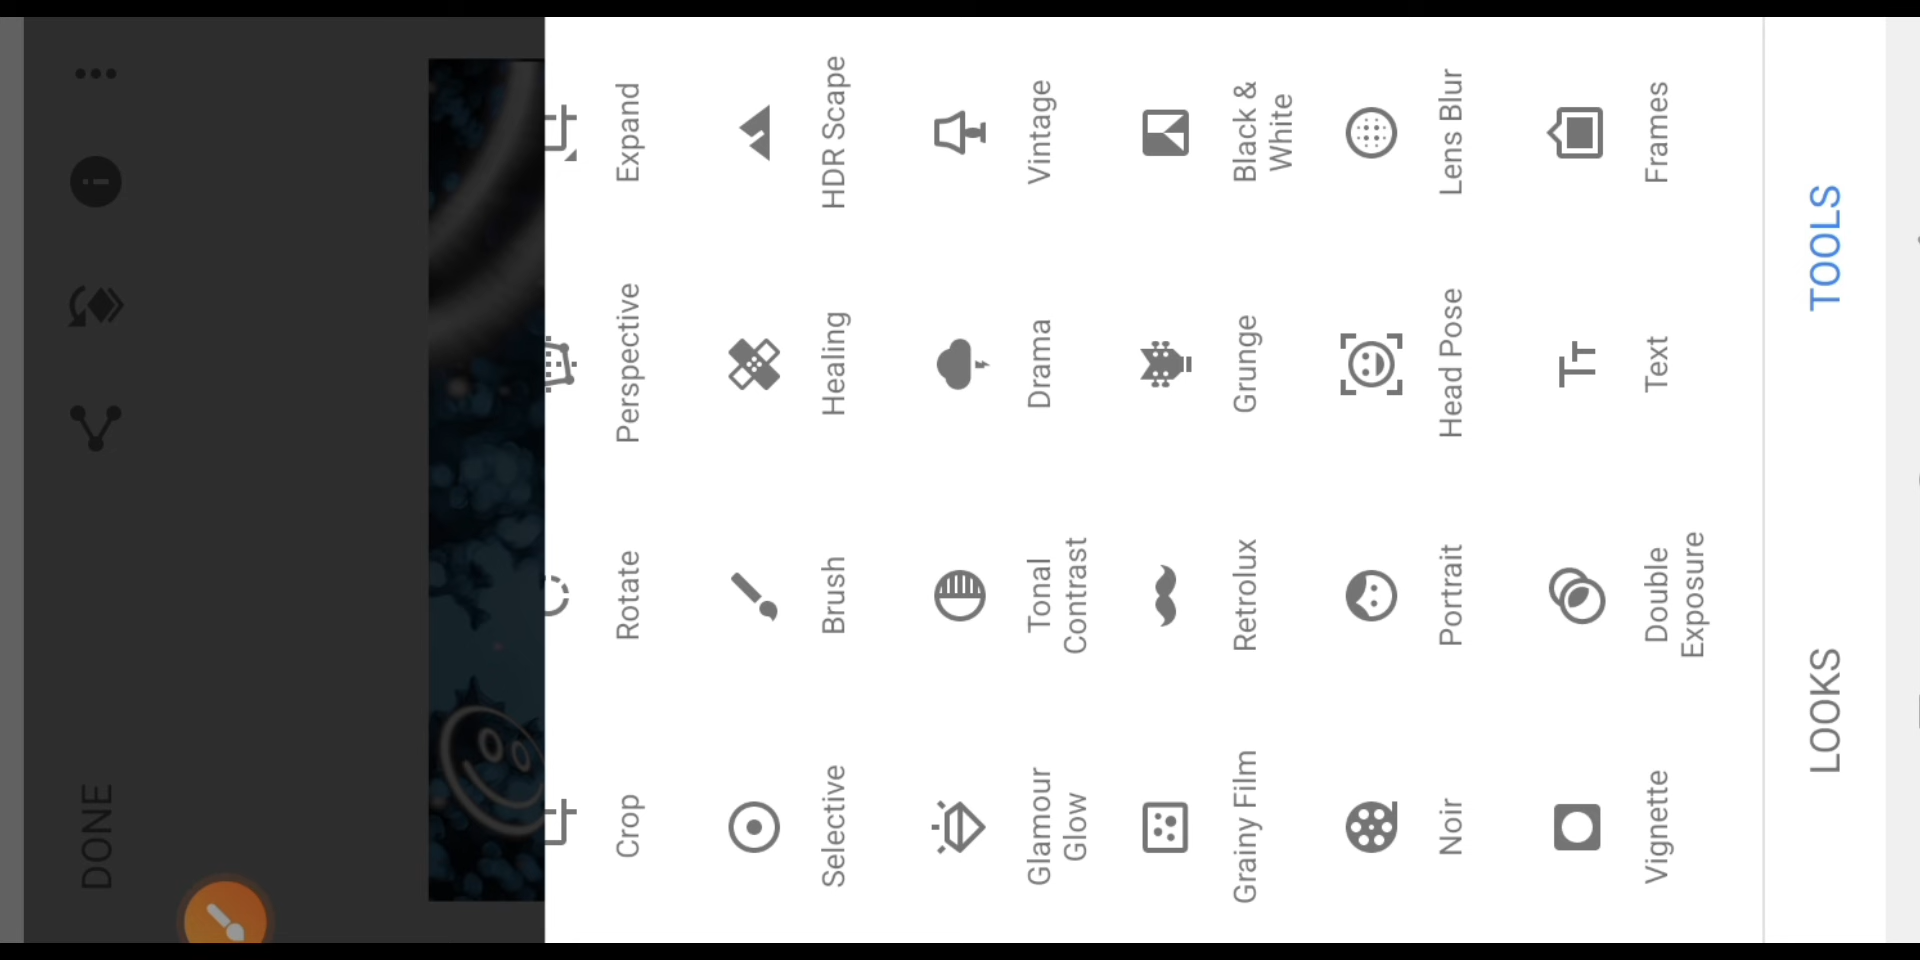 DONE
Crop
Rotate
Perspective
Expand
Selective
Brush
Healing
HDR Scape
Glamour
Glow
Tonal
Contrast
Drama
Vintage
Grainy Film
Retrolux
Grunge
Black &
White
Noir
Portrait
Head Pose
Lens Blur
Vignette
Double
Exposure
Text
Frames
LOOKS
TOOLS